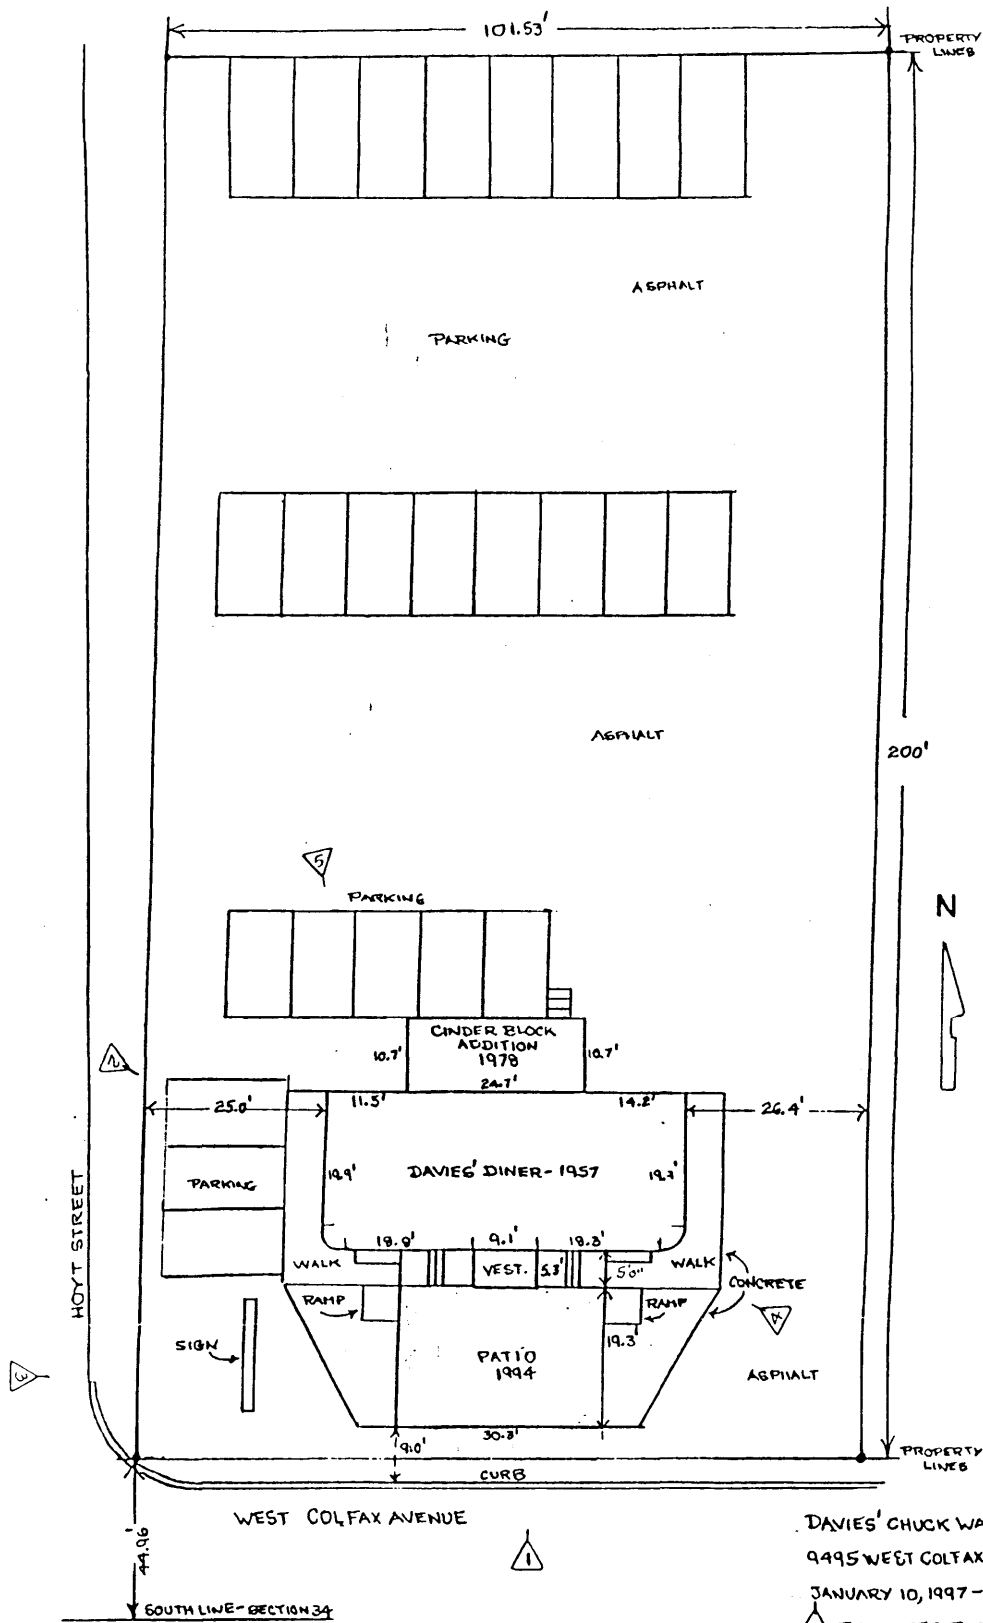 101.53'
PROPERTY
LINES
ASPHALT
PARKING
ASPHALT
200'
5
PARKING
N
CINDER BLOCK
ADDITION
1978
10.7'
10.7'
24.7'
2
11.5'
14.2'
25.0'
26.4'
DAVIES' DINER-1957
19.9'
PARKING
HOYT STREET
18.8'
9.1'
18.3'
WALK
VEST.
5.3'
5'0"
WALK
CONCRETE
RAMP
RAMP
4
SIGN
19.3'
PATIO
1994
ASPHALT
3
30.3'
9.0'
PROPERTY
LINES
CURB
WEST COLFAX AVENUE
44.96'
1
DAVIES' CHUCK WA
9495 WEST COLFAX
JANUARY 10, 1997-
SOUTH LINE-SECTION 34